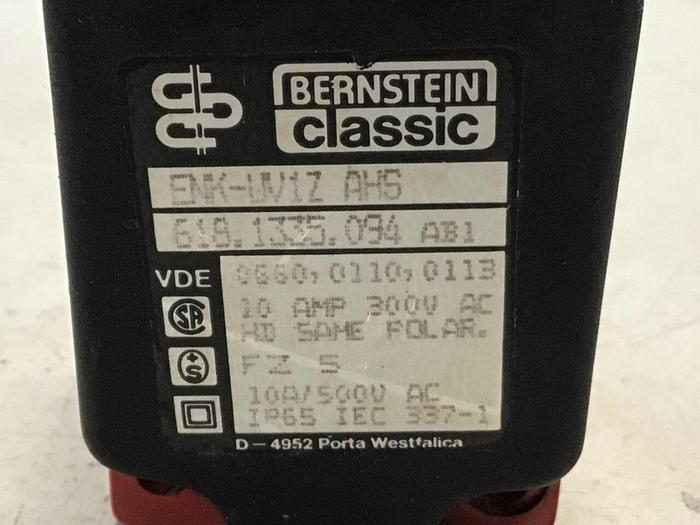 BERNSTEIN
classic
ENK-UV1Z AHS
618.1335.094 AB1
VDE 0660, 0110, 0113
10 AMP 300V AC
HD SAME POLAR.
FZ S
10A/500V AC
IP65 IEC 337-1
D - 4952 Porta Westfalica